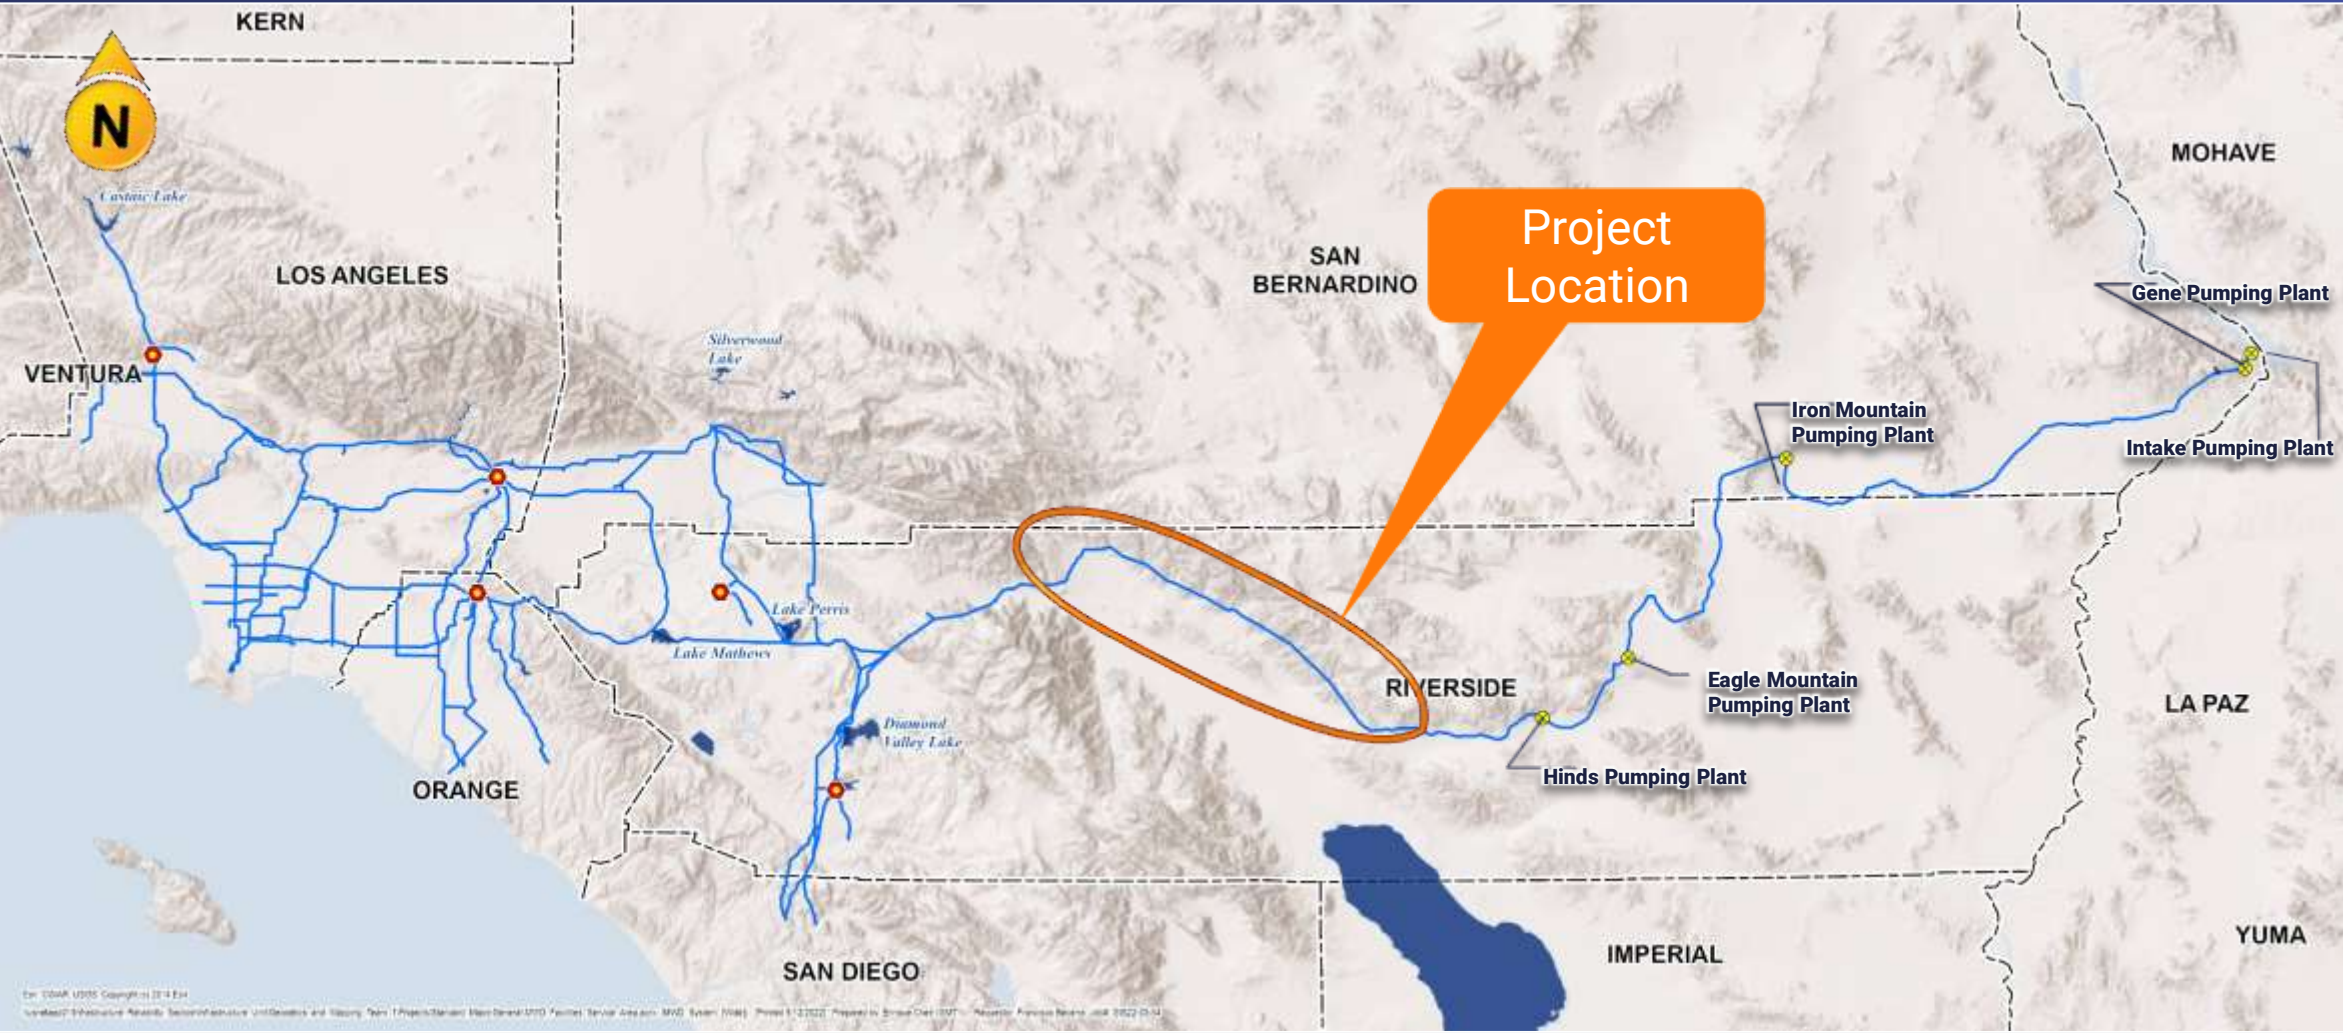 KERN
N
MOHAVE
Castaic Lake
Project
Location
SAN
BERNARDINO
LOS ANGELES
Gene Pumping Plant
Silverwood
Lake
VENTURA
Iron Mountain
Pumping Plant
Intake Pumping Plant
Lake Perris
Lake Mathews
RIVERSIDE
Eagle Mountain
Pumping Plant
LA PAZ
Diamond
Valley Lake
Hinds Pumping Plant
ORANGE
YUMA
IMPERIAL
SAN DIEGO